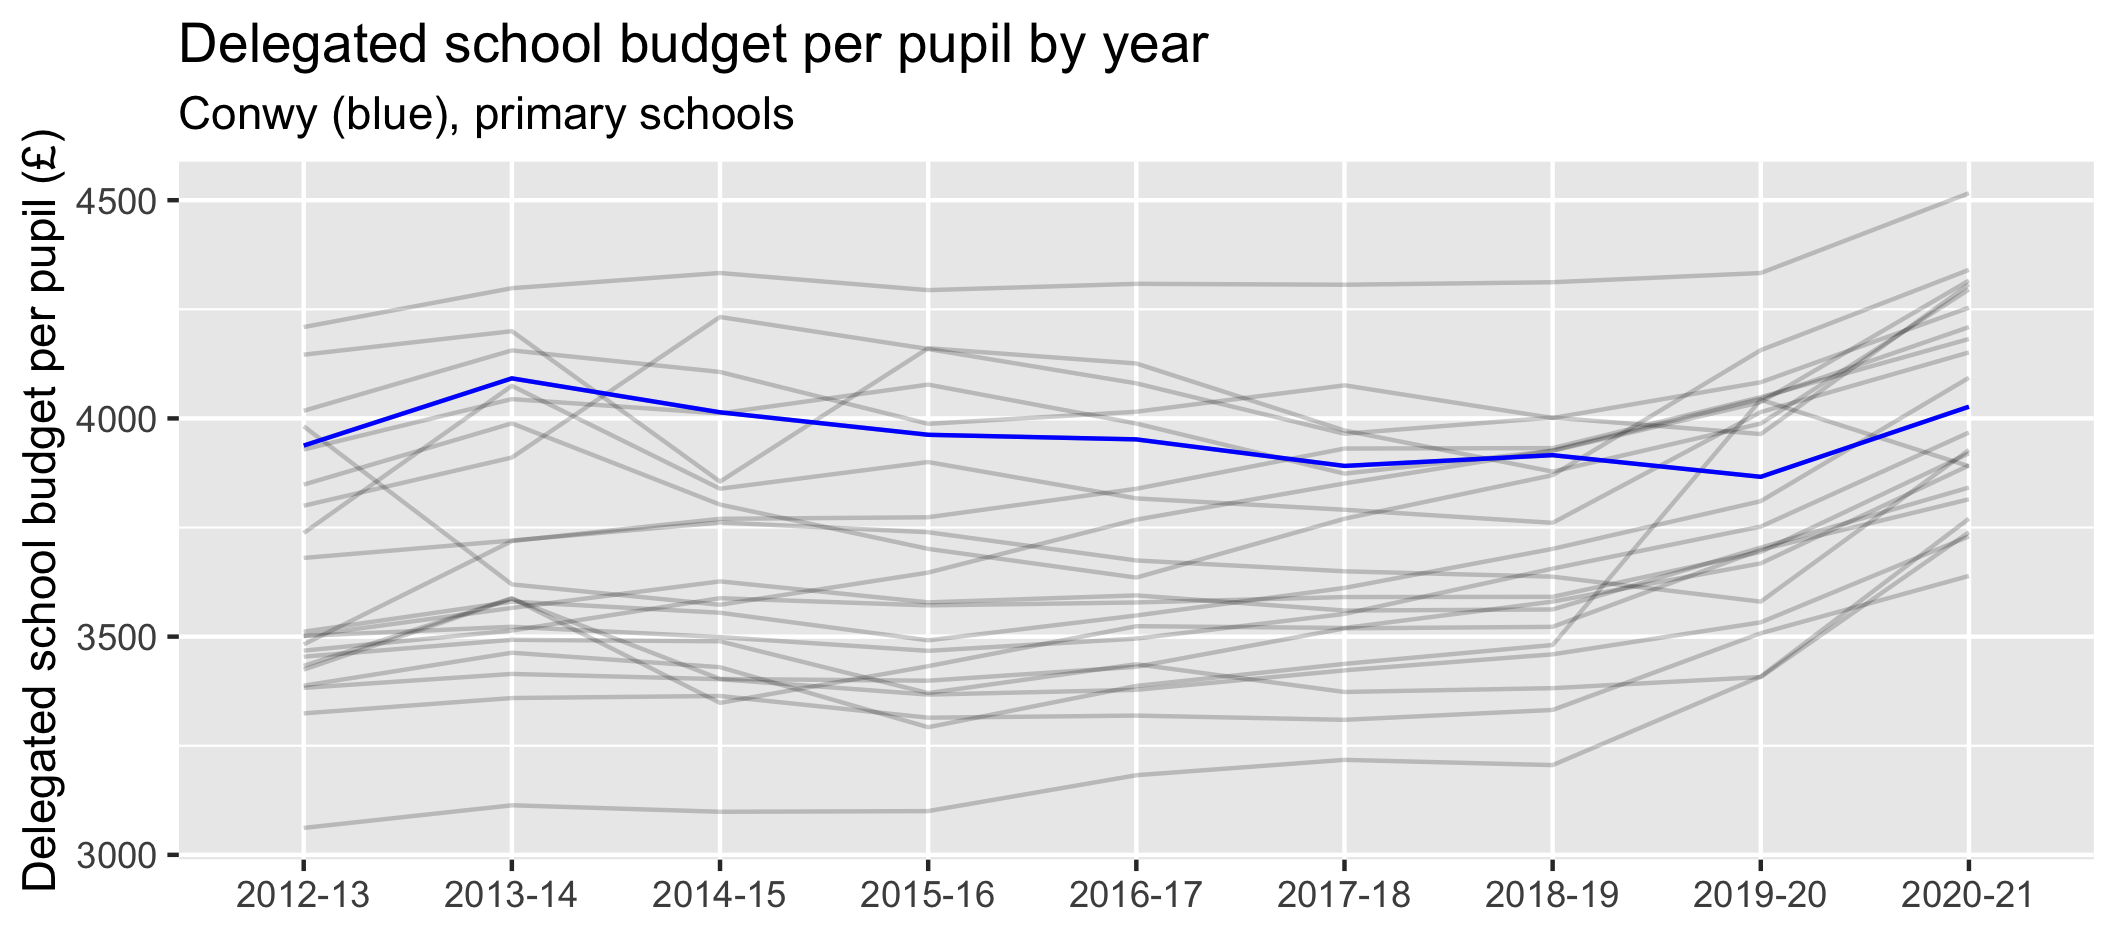 Delegated school budget per pupil by year
Conwy (blue), primary schools
Delegated school budget per pupil (£)
4500
4000
3500
3000
2012-13 2013-14 2014-15 2015-16 2016-17 2017-18 2018-19 2019-20 2020-21